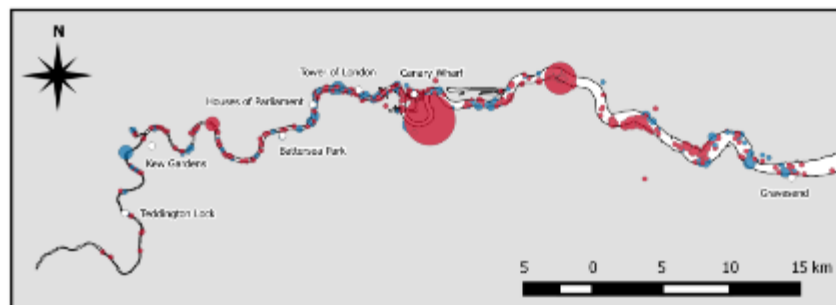 N
Tower of London
Canary Wharf
Houses of Parliament
Battersea Park
Kew Gardens
Teddington Lock
Gravesend
5 0 5 10 15 km